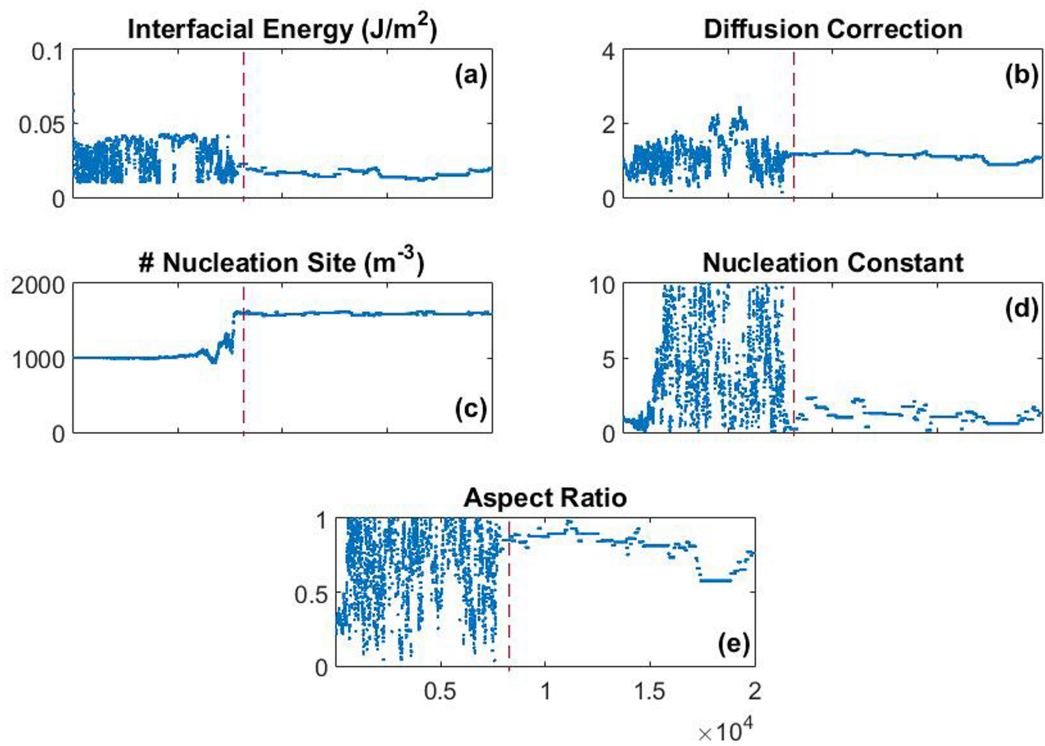 Interfacial Energy (J/m²)
0.1
0.05
0
(a)
Diffusion Correction
4
2
0
(b)
# Nucleation Site (m⁻³)
2000
1000
0
(c)
Nucleation Constant
10
5
0
(d)
Aspect Ratio
1
0.5
0
(e)
0.5 1 1.5 2
×10⁴